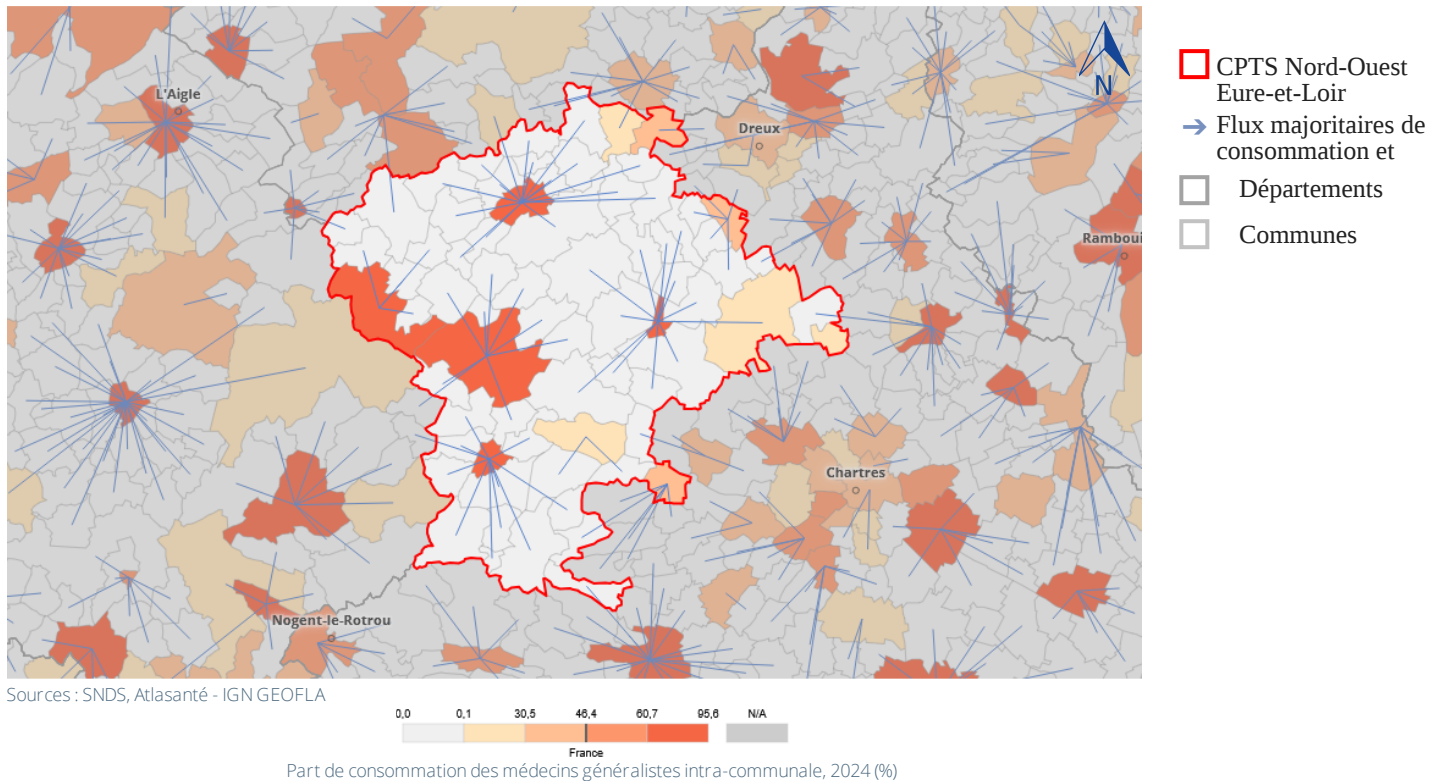 L'Aigle
Dreux
Ramboui
Chartres
Nogent-le-Rotrou
N
CPTS Nord-Ouest
Eure-et-Loir
Flux majoritaires de
consommation et
Départements
Communes
Sources : SNDS, Atlasanté - IGN GEOFLA
0,0 0,1 30,5 46,4 60,7 95,6 N/A
France
Part de consommation des médecins généralistes intra-communale, 2024 (%)